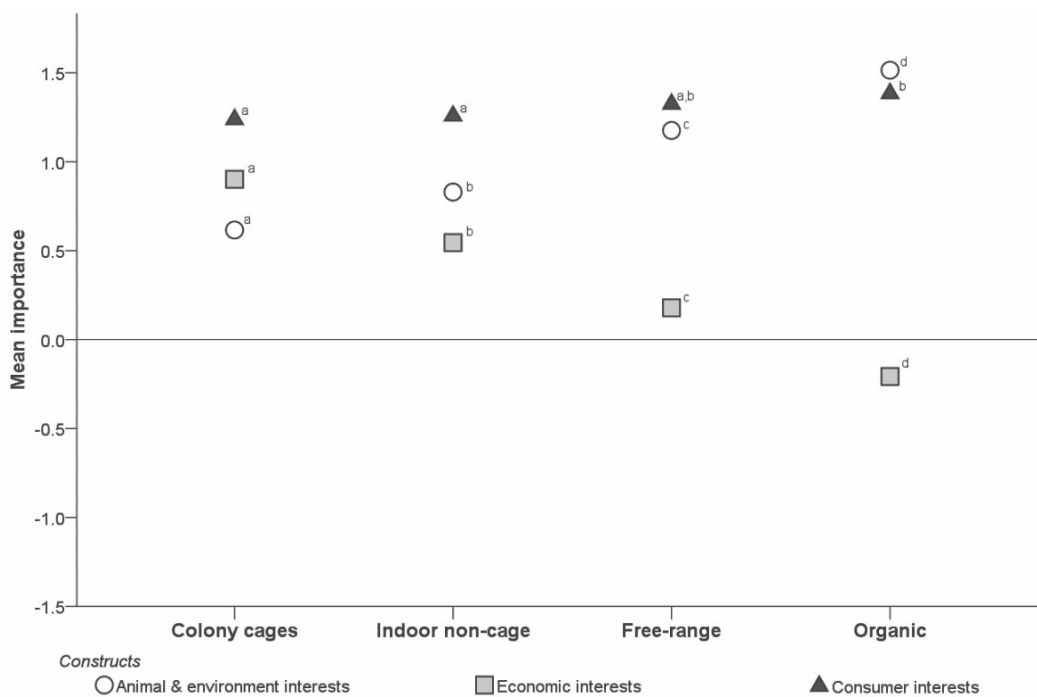 Mean importance
1.5
1.0
0.5
0.0
-0.5
-1.0
-1.5
a
a
a
a
b
b
a,b
c
c
d
b
d
Colony cages
Indoor non-cage
Free-range
Organic
Constructs
Animal & environment interests
Economic interests
Consumer interests